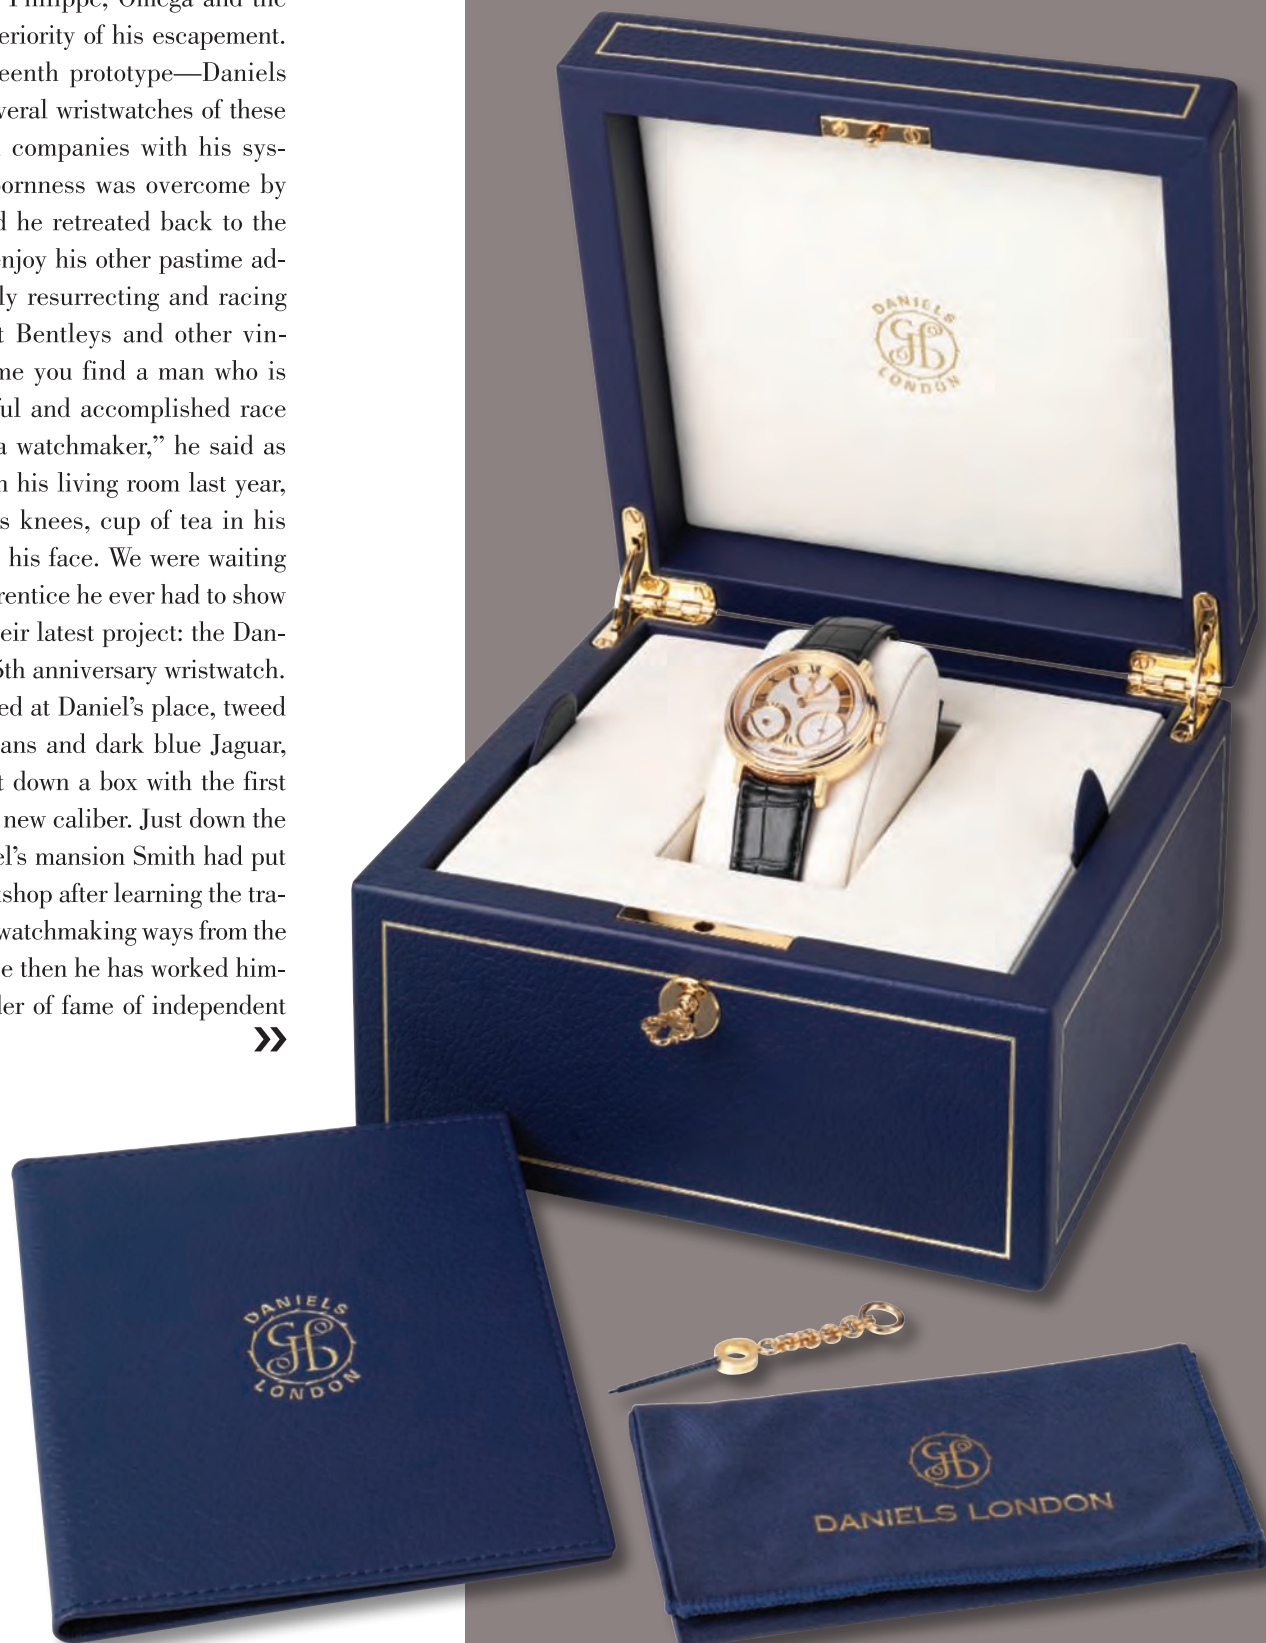 Philippe, Omega and the
eriority of his escapement.
eenth prototype—Daniels
veral wristwatches of these
companies with his sys-
ornness was overcome by
d he retreated back to the
enjoy his other pastime ad-
ly resurrecting and racing
t Bentleys and other vin-
me you find a man who is
ful and accomplished race
a watchmaker,” he said as
n his living room last year,
s knees, cup of tea in his
his face. We were waiting
rentice he ever had to show
eir latest project: the Dan-
5th anniversary wristwatch.
ed at Daniel’s place, tweed
ans and dark blue Jaguar,
t down a box with the first
new caliber. Just down the
el’s mansion Smith had put
kshop after learning the tra-
watchmaking ways from the
e then he has worked him-
ler of fame of independent
DANIELS
LONDON
DANIELS
LONDON
DANIELS LONDON